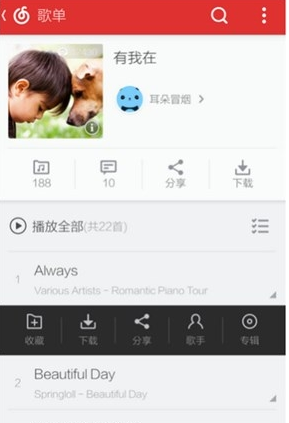 歌单
有我在
耳朵冒烟
188
10
分享
下载
播放全部(共22首)
1
Always
Various Artists - Romantic Piano Tour
收藏
下载
分享
歌手
专辑
2
Beautiful Day
Springloll - Beautiful Day